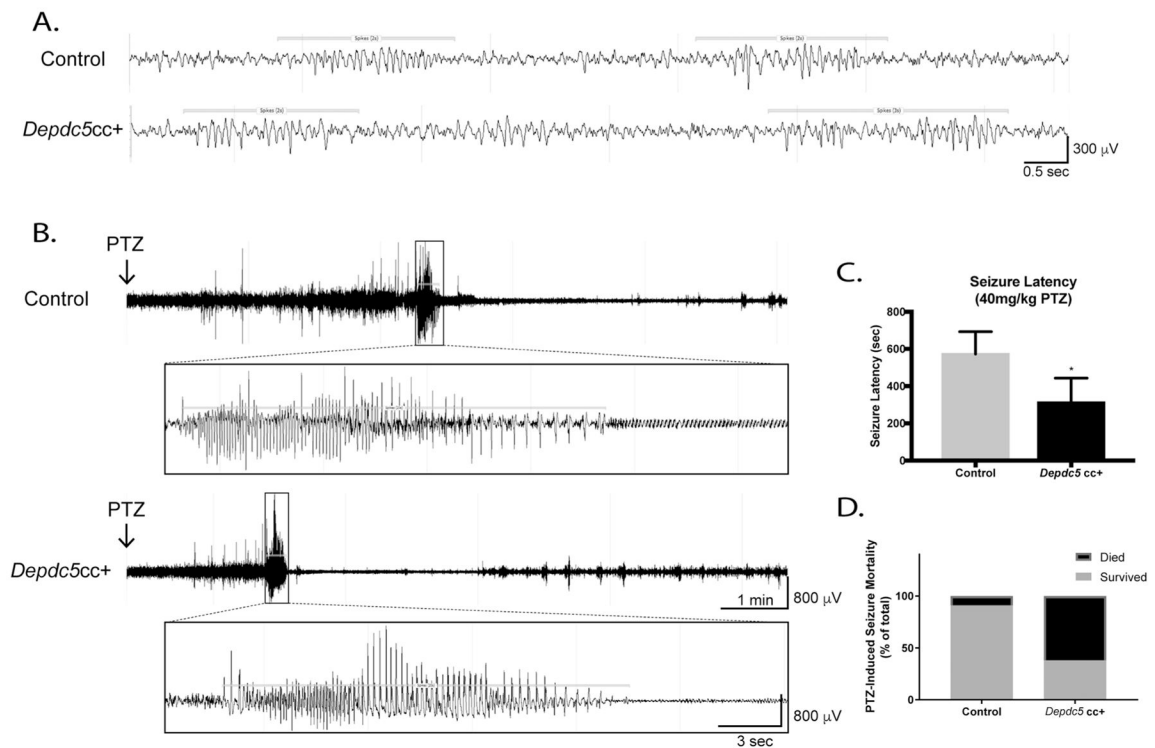 A.
Control
Spikes (2s)
Spikes (2s)
Depdc5cc+
Spikes (2s)
Spikes (3s)
300 μV
0.5 sec
B.
PTZ
Control
PTZ
Depdc5cc+
1 min
800 μV
800 μV
3 sec
C.
Seizure Latency
(40mg/kg PTZ)
Seizure Latency (sec)
800
600
400
200
0
*
Control
Depdc5 cc+
D.
Died
Survived
PTZ-Induced Seizure Mortality
(% of total)
100
50
0
Control
Depdc5 cc+